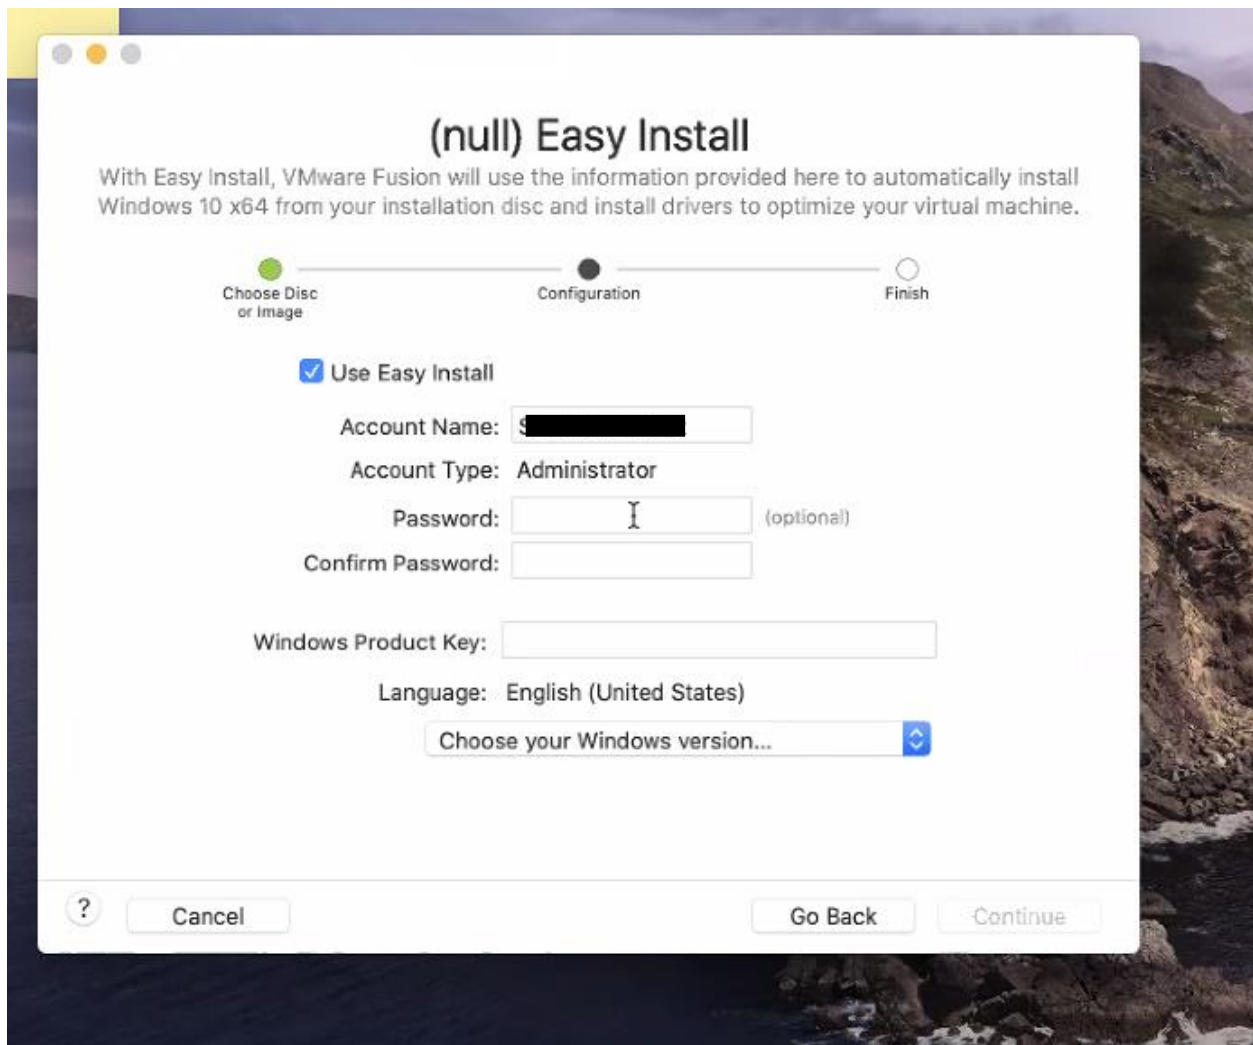 (null) Easy Install
With Easy Install, VMware Fusion will use the information provided here to automatically install
Windows 10 x64 from your installation disc and install drivers to optimize your virtual machine.
Choose Disc
or Image
Configuration
Finish
Use Easy Install
Account Name:
Account Type: Administrator
Password: (optional)
Confirm Password:
Windows Product Key:
Language: English (United States)
Choose your Windows version...
? Cancel Go Back Continue